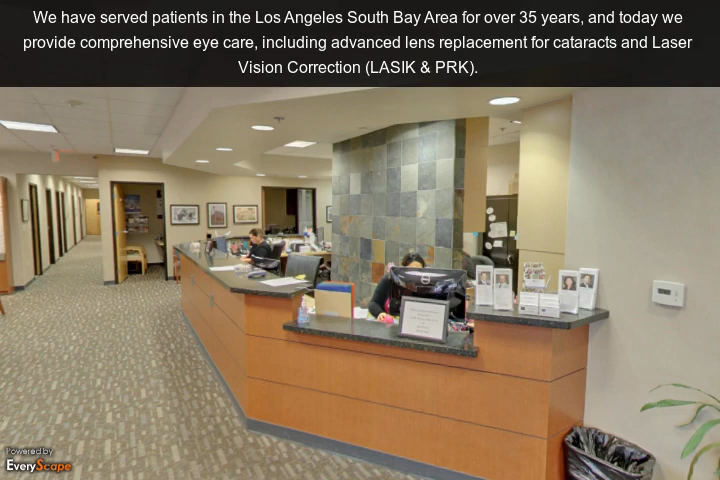 We have served patients in the Los Angeles South Bay Area for over 35 years, and today we
provide comprehensive eye care, including advanced lens replacement for cataracts and Laser
Vision Correction (LASIK & PRK).
Powered by
EveryScape